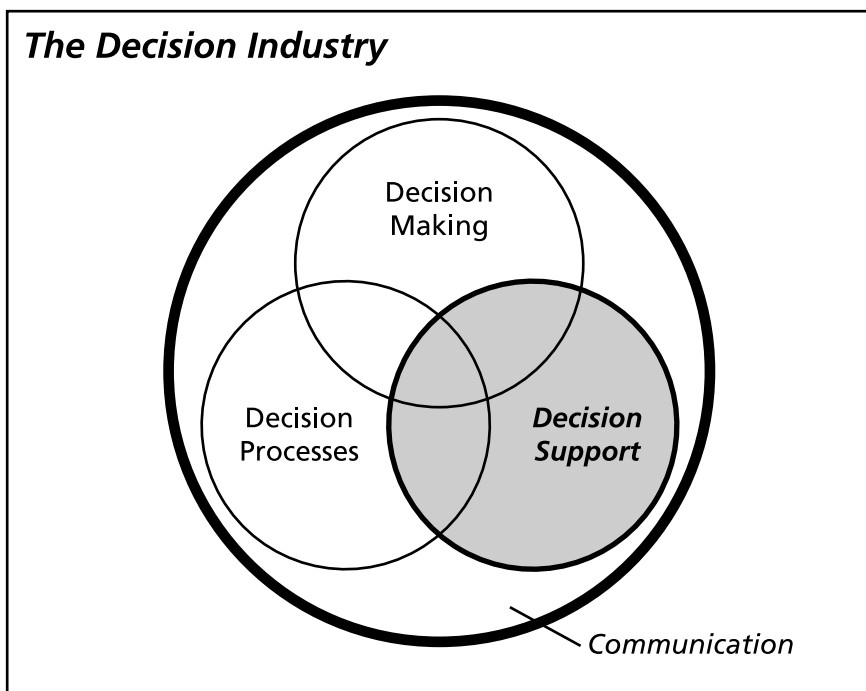 The Decision Industry
Decision
Making
Decision
Processes
Decision
Support
Communication